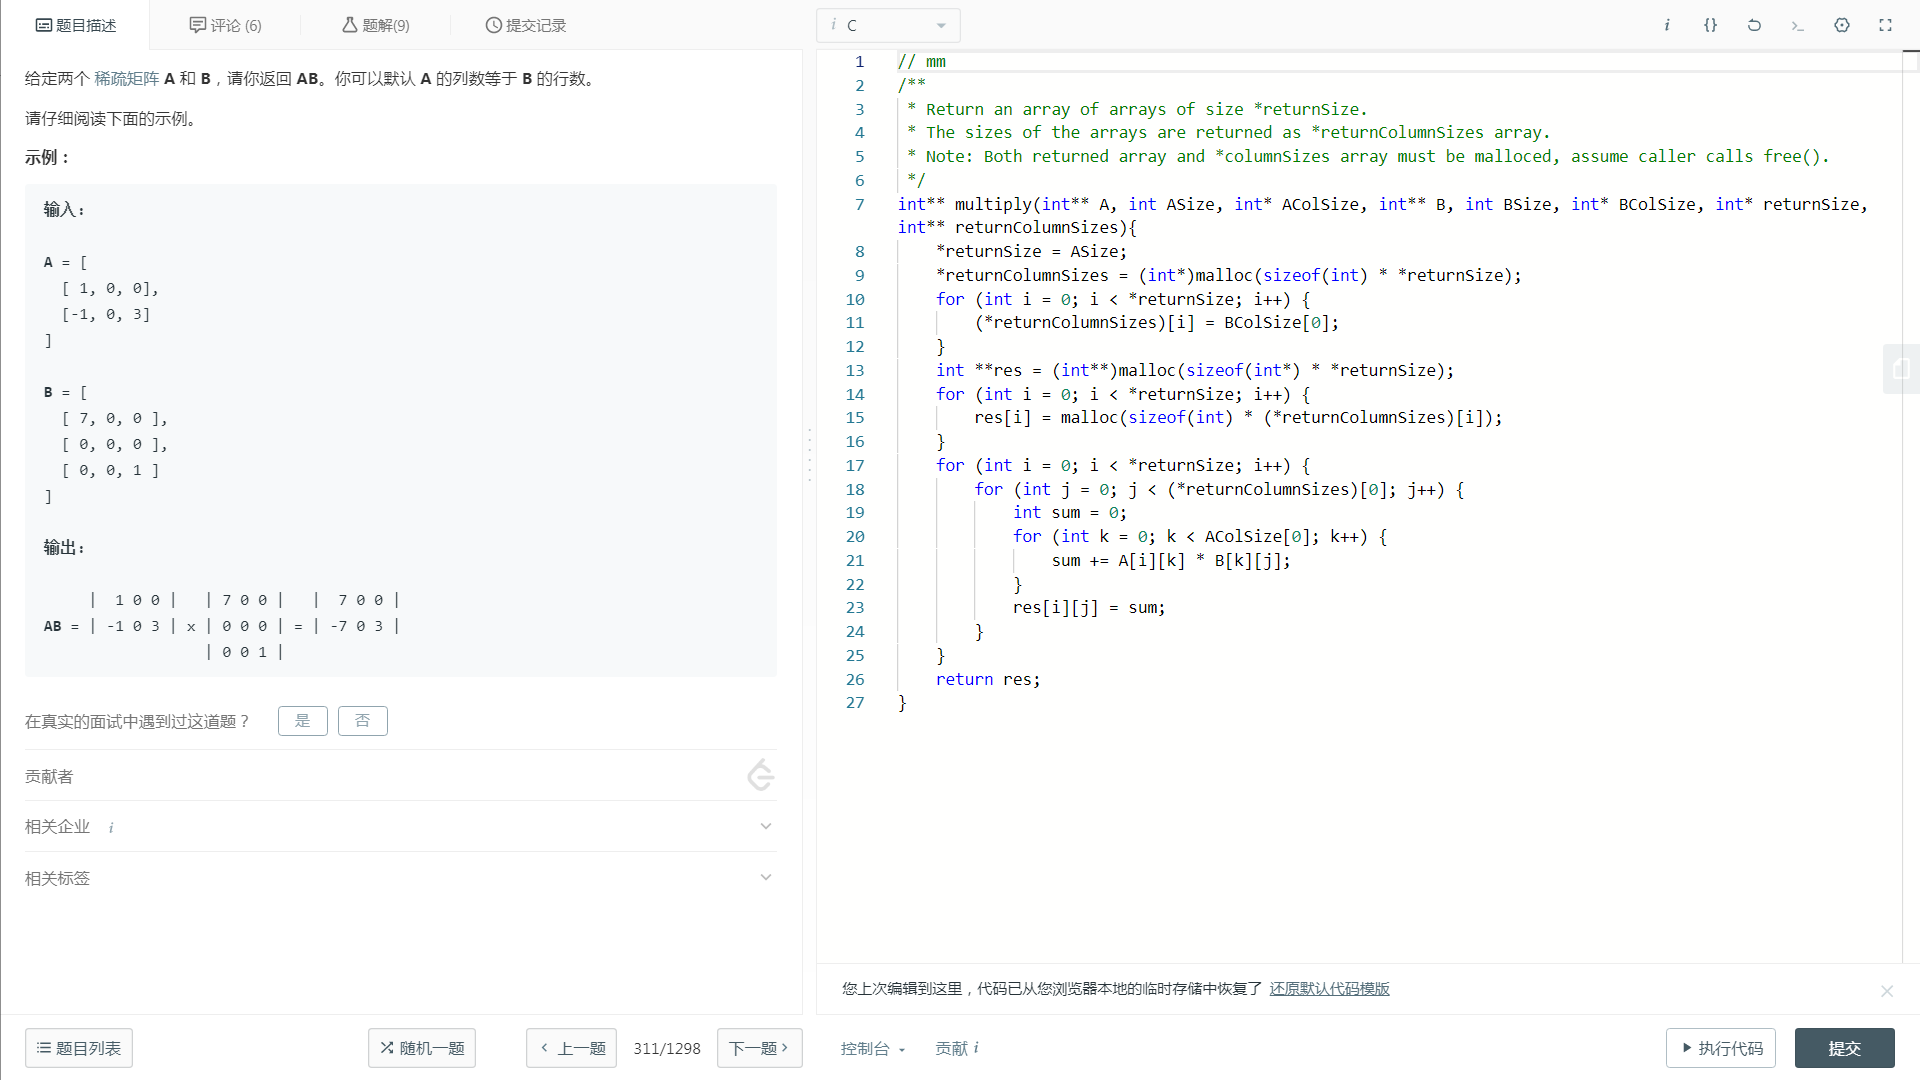 题目描述
评论 (6)
题解(9)
提交记录
给定两个 稀疏矩阵 A 和 B，请你返回 AB。你可以默认 A 的列数等于 B 的行数。
请仔细阅读下面的示例。
示例：
输入:
A = [
  [ 1, 0, 0],
  [-1, 0, 3]
]
B = [
  [ 7, 0, 0 ],
  [ 0, 0, 0 ],
  [ 0, 0, 1 ]
]
输出:
     |  1 0 0 |   | 7 0 0 |   |  7 0 0 |
AB = | -1 0 3 | x | 0 0 0 | = | -7 0 3 |
                  | 0 0 1 |
在真实的面试中遇到过这道题？ 是 否
贡献者
相关企业 i
相关标签
题目列表
随机一题
上一题
311/1298
下一题
i C
i {} >_
1 // mm
2 /**
3  * Return an array of arrays of size *returnSize.
4  * The sizes of the arrays are returned as *returnColumnSizes array.
5  * Note: Both returned array and *columnSizes array must be malloced, assume caller calls free().
6  */
7 int** multiply(int** A, int ASize, int* AColSize, int** B, int BSize, int* BColSize, int* returnSize,
int** returnColumnSizes){
8     *returnSize = ASize;
9     *returnColumnSizes = (int*)malloc(sizeof(int) * *returnSize);
10     for (int i = 0; i < *returnSize; i++) {
11         (*returnColumnSizes)[i] = BColSize[0];
12     }
13     int **res = (int**)malloc(sizeof(int*) * *returnSize);
14     for (int i = 0; i < *returnSize; i++) {
15         res[i] = malloc(sizeof(int) * (*returnColumnSizes)[i]);
16     }
17     for (int i = 0; i < *returnSize; i++) {
18         for (int j = 0; j < (*returnColumnSizes)[0]; j++) {
19             int sum = 0;
20             for (int k = 0; k < AColSize[0]; k++) {
21                 sum += A[i][k] * B[k][j];
22             }
23             res[i][j] = sum;
24         }
25     }
26     return res;
27 }
您上次编辑到这里，代码已从您浏览器本地的临时存储中恢复了 还原默认代码模版
控制台
贡献 i
执行代码
提交